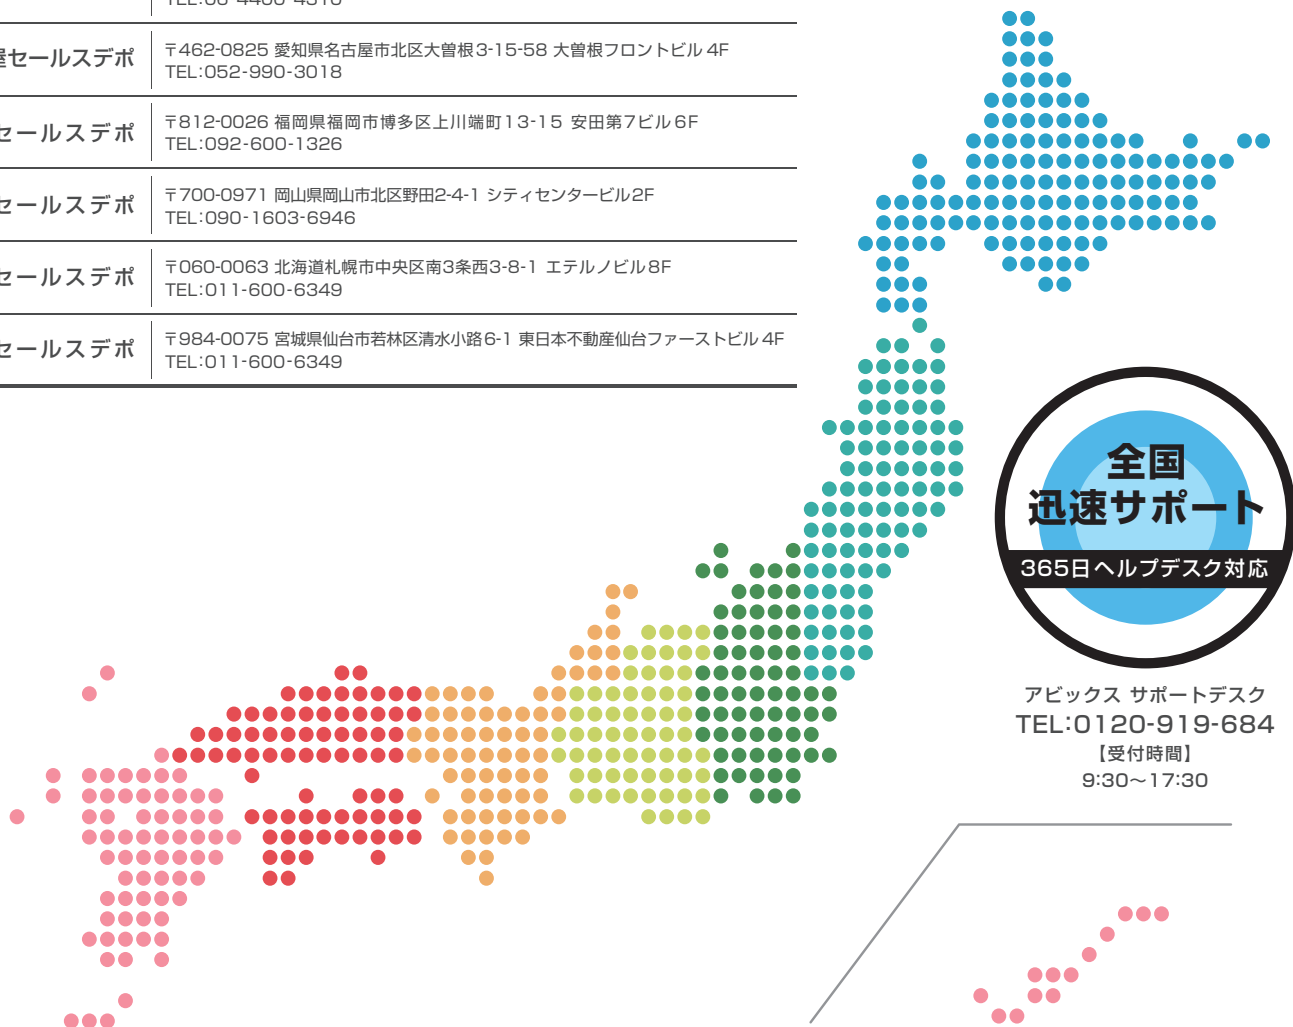 セールスデポ
〒462-0825 愛知県名古屋市北区大曽根3-15-58 大曽根フロントビル 4F
TEL:052-990-3018
セールスデポ
〒812-0026 福岡県福岡市博多区上川端町13-15 安田第7ビル 6F
TEL:092-600-1326
セールスデポ
〒700-0971 岡山県岡山市北区野田2-4-1 シティセンタービル2F
TEL:090-1603-6946
セールスデポ
〒060-0063 北海道札幌市中央区南3条西3-8-1 エテルノビル8F
TEL:011-600-6349
セールスデポ
〒984-0075 宮城県仙台市若林区清水小路6-1 東日本不動産仙台ファーストビル 4F
TEL:011-600-6349
全国
迅速サポート
365日ヘルプデスク対応
アビックス サポートデスク
TEL:0120-919-684
【受付時間】
9:30～17:30